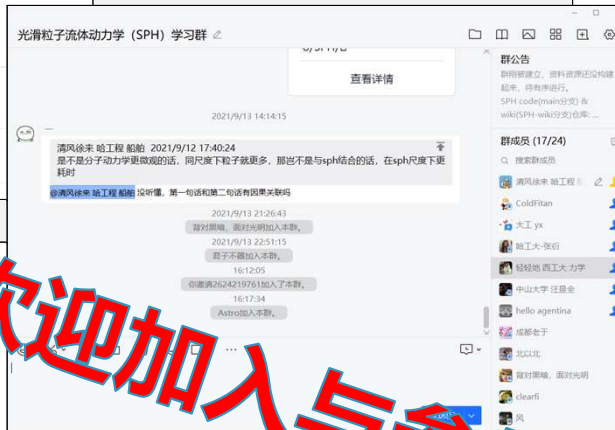 光滑粒子流体动力学（SPH）学习群
查看详情
2021/9/13 14:14:15
清风徐来 哈工程 船舶 2021/9/12 17:40:24
是不是分子动力学更微观的话，同尺度下粒子就更多，那岂不是与sph结合的话，在sph尺度下更
耗时
@清风徐来 哈工程 船舶 没听懂，第一句话和第二句话有因果关联吗
2021/9/13 21:26:43
背对黑暗，面对光明加入本群。
2021/9/13 22:51:15
君子不器加入本群。
16:12:05
你邀请2624219761加入了本群。
16:17:34
Astro加入本群。
欢迎加入与
群公告
群刚被建立，资料资源还没构建
起来，待有序进行。
SPH code(main分支) &
wiki(SPH-wiki分支)仓库: ...
群成员 (17/24)
搜索群成员
清风徐来 哈工程
ColdFitan
大工 yx
哈工大-张衍
轻轻地 西工大 力学
中山大学 汪昱全
hello agentina
成都老于
北以北
背对黑暗，面对光明
clearfi
风